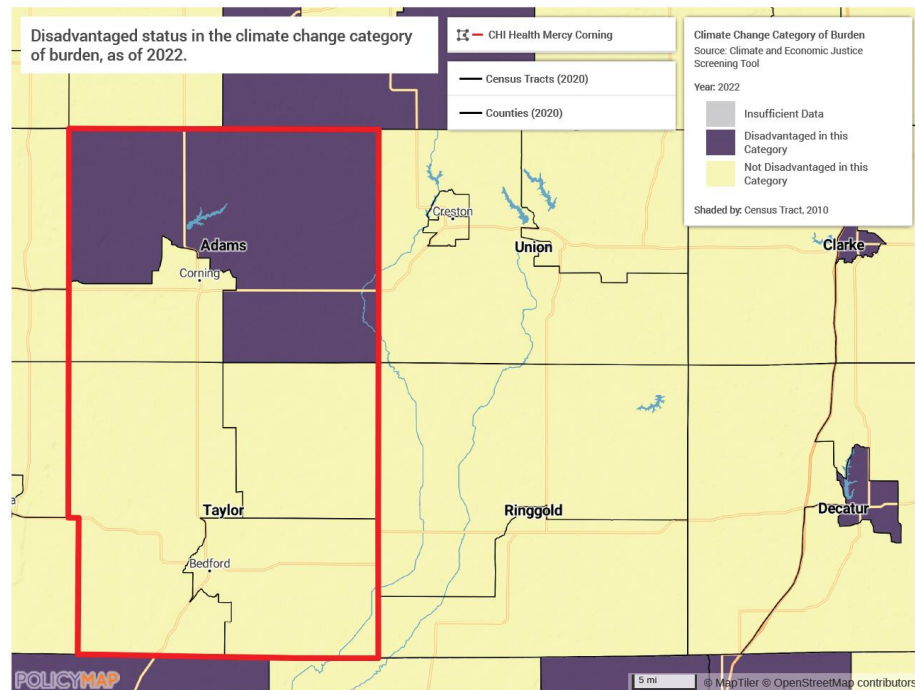 Disadvantaged status in the climate change category
of burden, as of 2022.
CHI Health Mercy Corning
Census Tracts (2020)
Counties (2020)
Climate Change Category of Burden
Source: Climate and Economic Justice
Screening Tool
Year: 2022
Insufficient Data
Disadvantaged in this
Category
Not Disadvantaged in this
Category
Shaded by: Census Tract, 2010
Creston
Adams
Union
Clarke
Corning
a
Taylor
Ringgold
Decatur
Bedford
POLICYMAP
5 mi
© MapTiler © OpenStreetMap contributors